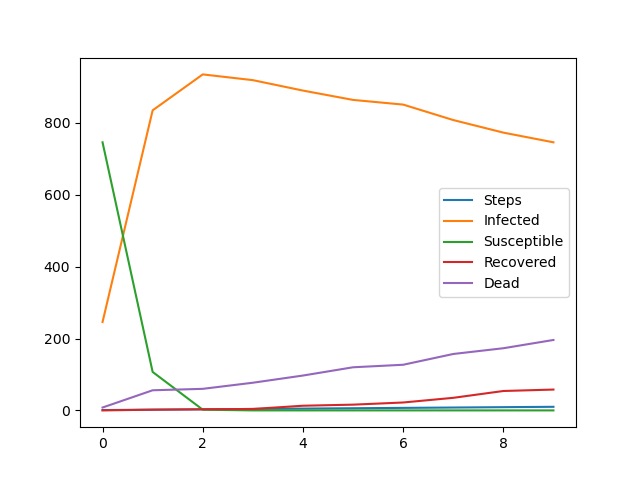 800
600
400
200
0
0 2 4 6 8
Steps
Infected
Susceptible
Recovered
Dead